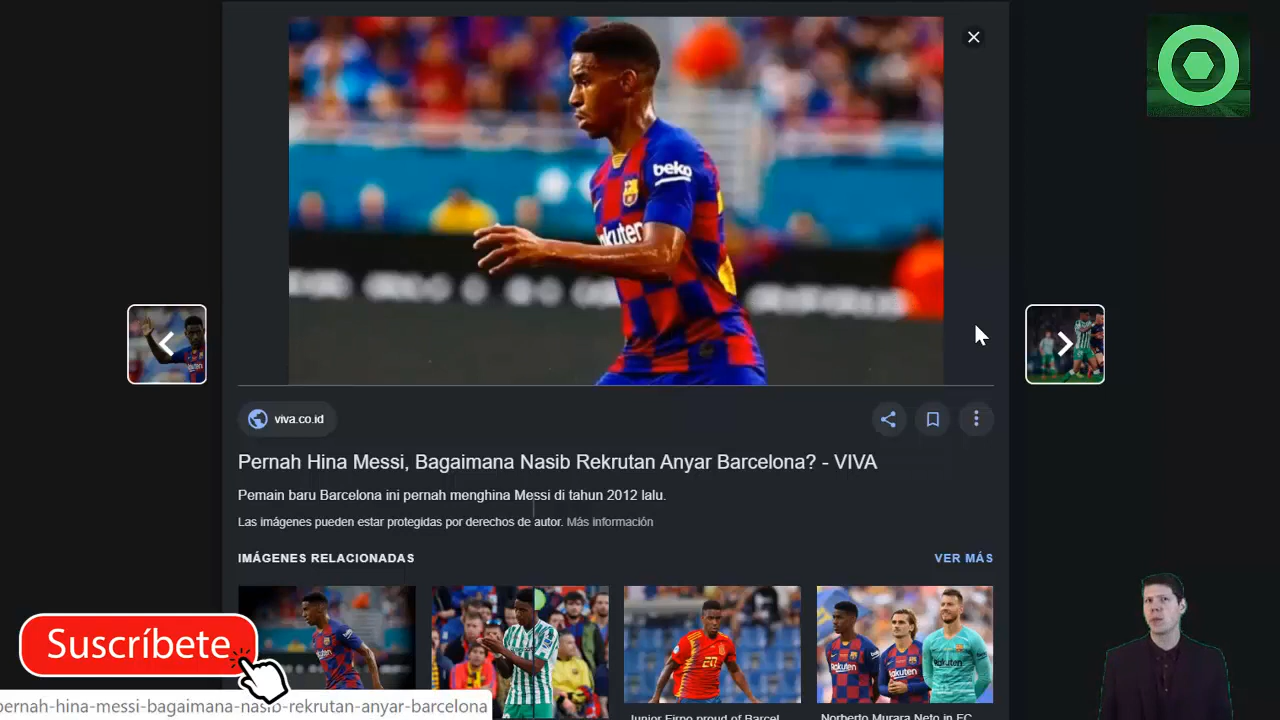 beko
Rakuten
viva.co.id
Pernah Hina Messi, Bagaimana Nasib Rekrutan Anyar Barcelona? - VIVA
Pemain baru Barcelona ini pernah menghina Messi di tahun 2012 lalu.
Las imágenes pueden estar protegidas por derechos de autor. Más información
IMÁGENES RELACIONADAS
VER MÁS
20
Suscríbete
Junior Firpo proud of Barcel
Norberto Murara Neto in FC
pernah-hina-messi-bagaimana-nasib-rekrutan-anyar-barcelona